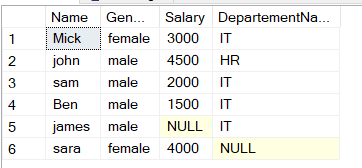 Name Gen... Salary DepartementNa...
1 Mick female 3000 IT
2 john male 4500 HR
3 sam male 2000 IT
4 Ben male 1500 IT
5 james male NULL IT
6 sara female 4000 NULL